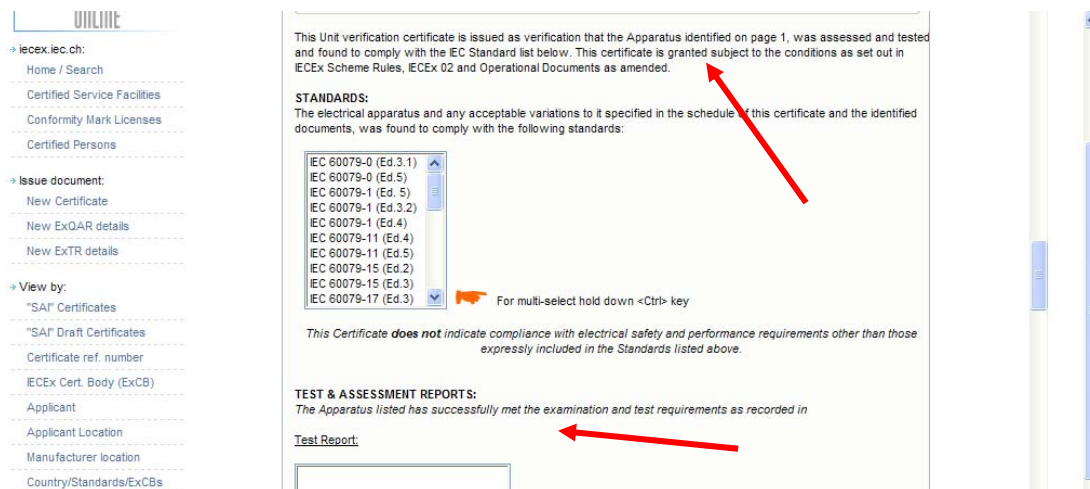 ONLINE
iecex.iec.ch:
Home / Search
Certified Service Facilities
Conformity Mark Licenses
Certified Persons
Issue document:
New Certificate
New ExQAR details
New ExTR details
View by:
"SAI" Certificates
"SAI" Draft Certificates
Certificate ref. number
IECEx Cert. Body (ExCB)
Applicant
Applicant Location
Manufacturer location
Country/Standards/ExCBs
This Unit verification certificate is issued as verification that the Apparatus identified on page 1, was assessed and tested
and found to comply with the IEC Standard list below. This certificate is granted subject to the conditions as set out in
IECEx Scheme Rules, IECEx 02 and Operational Documents as amended.
STANDARDS:
The electrical apparatus and any acceptable variations to it specified in the schedule of this certificate and the identified
documents, was found to comply with the following standards:
IEC 60079-0 (Ed.3.1)
IEC 60079-0 (Ed.5)
IEC 60079-1 (Ed. 5)
IEC 60079-1 (Ed.3.2)
IEC 60079-1 (Ed.4)
IEC 60079-11 (Ed.4)
IEC 60079-11 (Ed.5)
IEC 60079-15 (Ed.2)
IEC 60079-15 (Ed.3)
IEC 60079-17 (Ed.3)
For multi-select hold down <Ctrl> key
This Certificate does not indicate compliance with electrical safety and performance requirements other than those
expressly included in the Standards listed above.
TEST & ASSESSMENT REPORTS:
The Apparatus listed has successfully met the examination and test requirements as recorded in
Test Report: